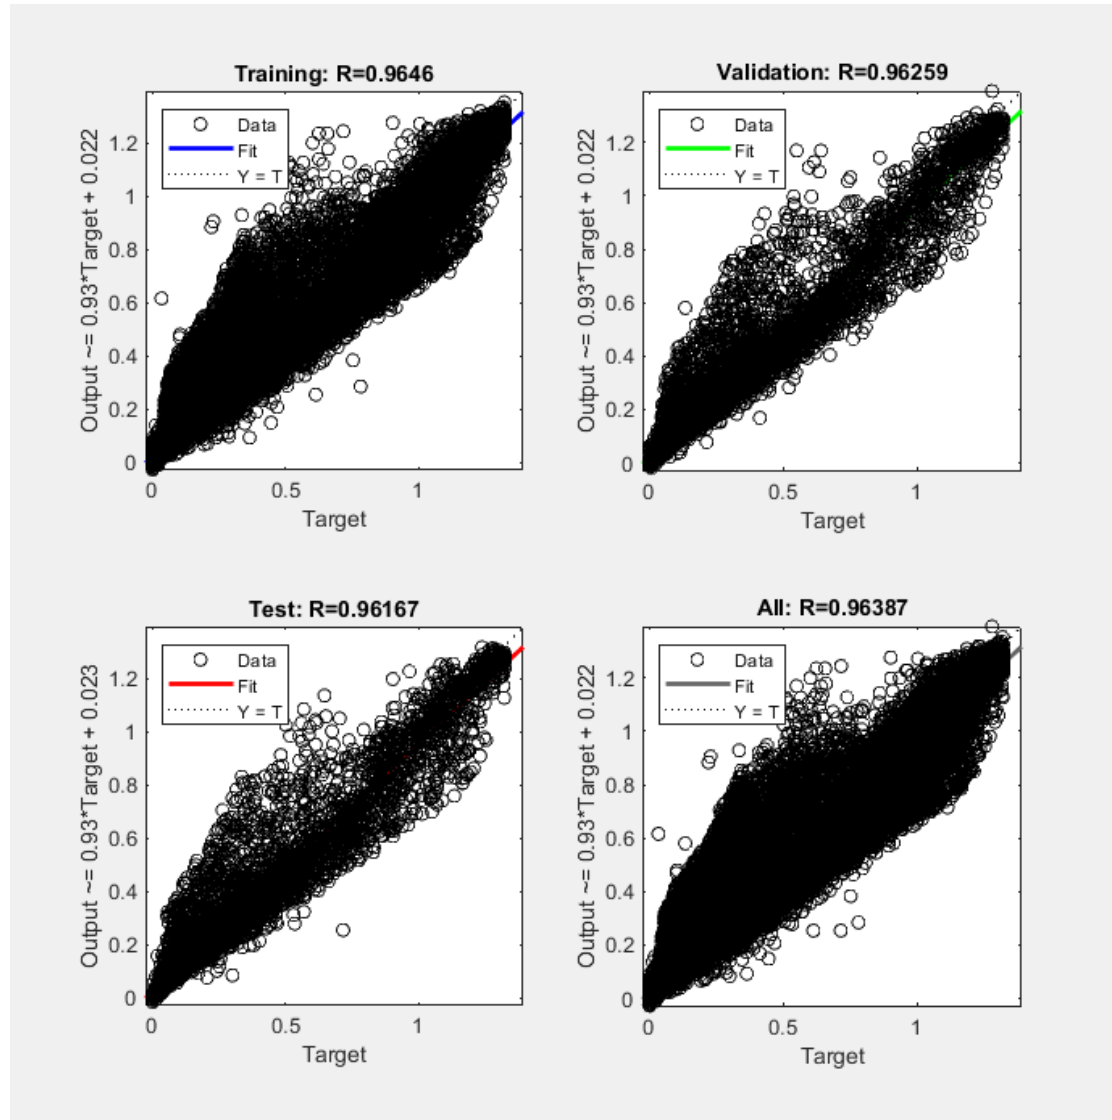 Training: R=0.9646
Output ~= 0.93*Target + 0.022
1.2
1
0.8
0.6
0.4
0.2
0
Data
Fit
Y = T
0
0.5
1
Target
Validation: R=0.96259
Output ~= 0.93*Target + 0.022
1.2
1
0.8
0.6
0.4
0.2
0
Data
Fit
Y = T
0
0.5
1
Target
Test: R=0.96167
Output ~= 0.93*Target + 0.023
1.2
1
0.8
0.6
0.4
0.2
0
Data
Fit
Y = T
0
0.5
1
Target
All: R=0.96387
Output ~= 0.93*Target + 0.022
1.2
1
0.8
0.6
0.4
0.2
0
Data
Fit
Y = T
0
0.5
1
Target